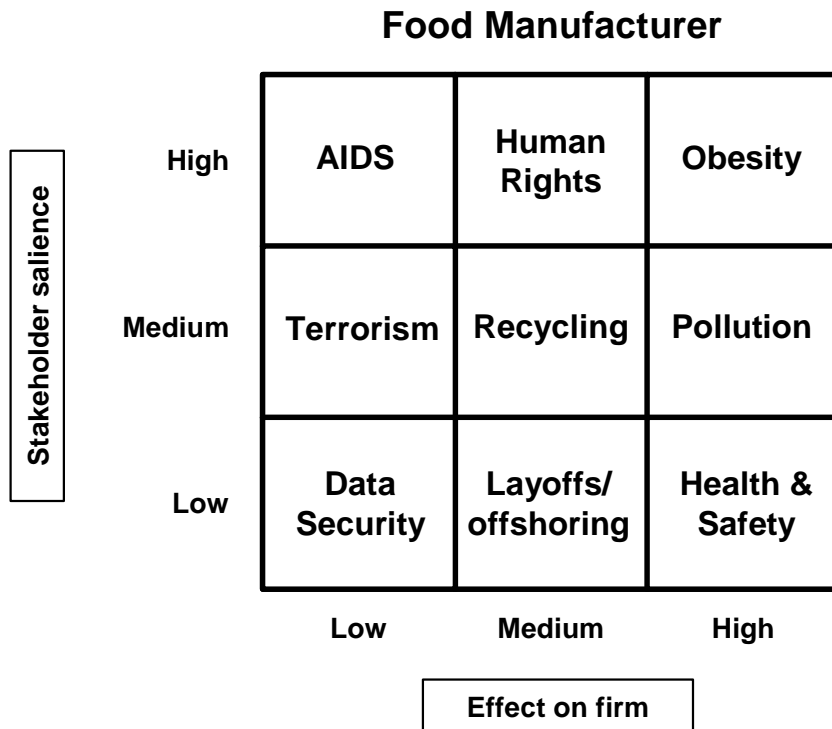 Food Manufacturer
Stakeholder salience
High
AIDS
Human
Rights
Obesity
Medium
Terrorism
Recycling
Pollution
Low
Data
Security
Layoffs/
offshoring
Health &
Safety
Low
Medium
High
Effect on firm